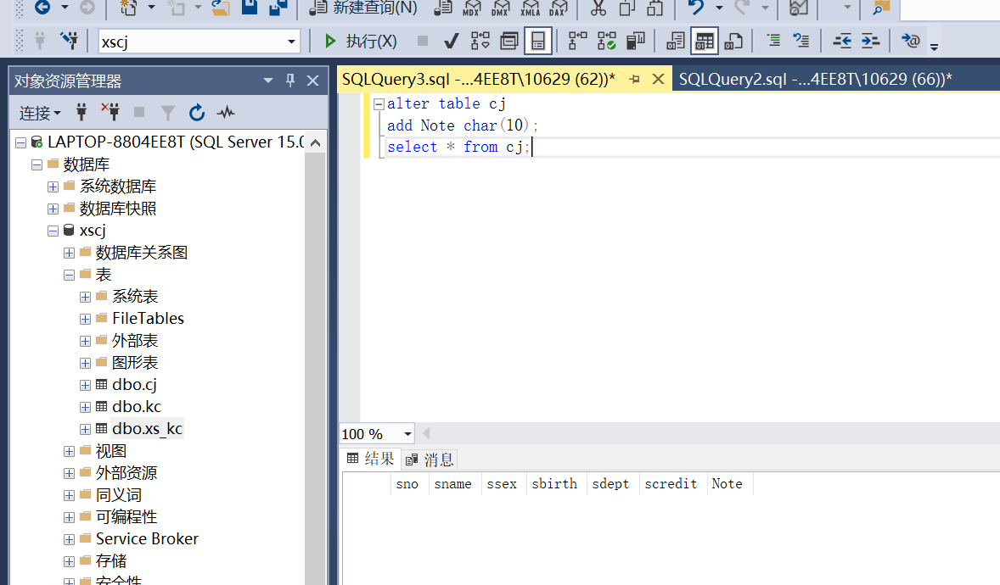 新建查询(N) MDX DMX XMLA DAX
xscj 执行(X)
对象资源管理器
连接
LAPTOP-8804EE8T (SQL Server 15.0
数据库
系统数据库
数据库快照
xscj
数据库关系图
表
系统表
FileTables
外部表
图形表
dbo.cj
dbo.kc
dbo.xs_kc
视图
外部资源
同义词
可编程性
Service Broker
存储
安全性
SQLQuery3.sql -...4EE8T\10629 (62))* SQLQuery2.sql -...4EE8T\10629 (66))*
alter table cj
add Note char(10);
select * from cj;
100 %
结果 消息
sno sname ssex sbirth sdept scredit Note